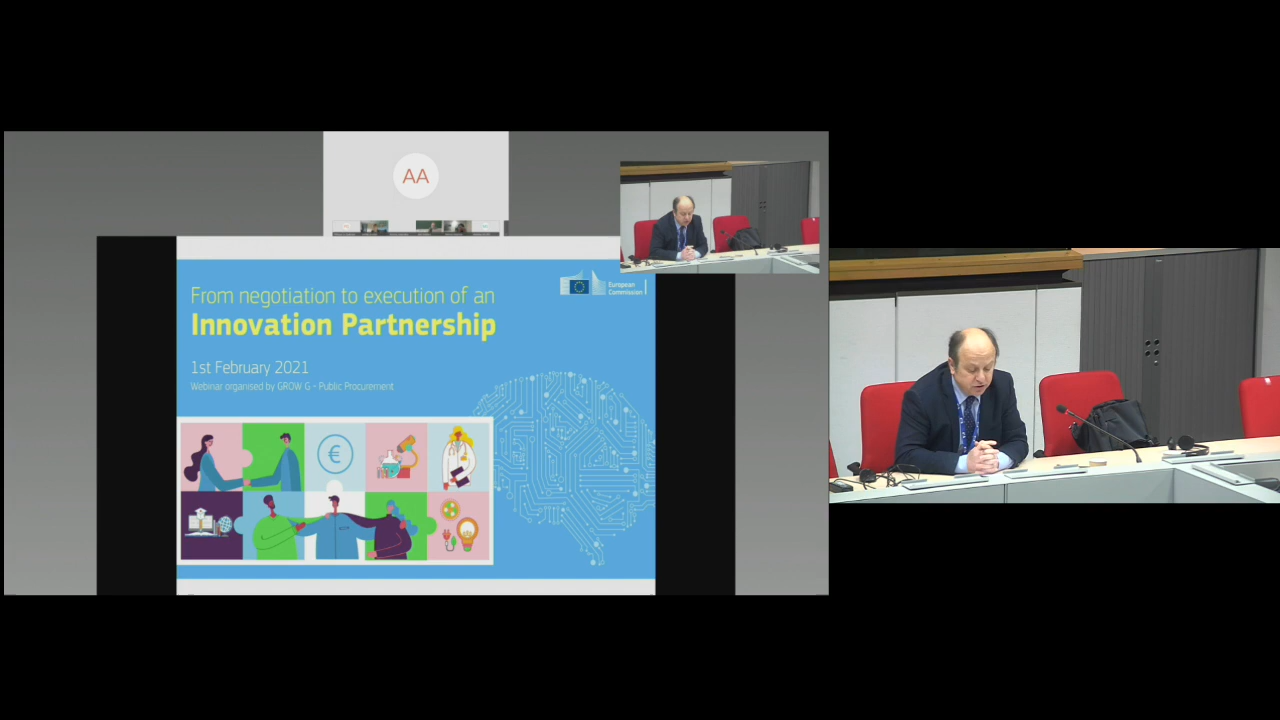 AA
European
Commission
From negotiation to execution of an
Innovation Partnership
1st February 2021
Webinar organised by GROW G - Public Procurement
€